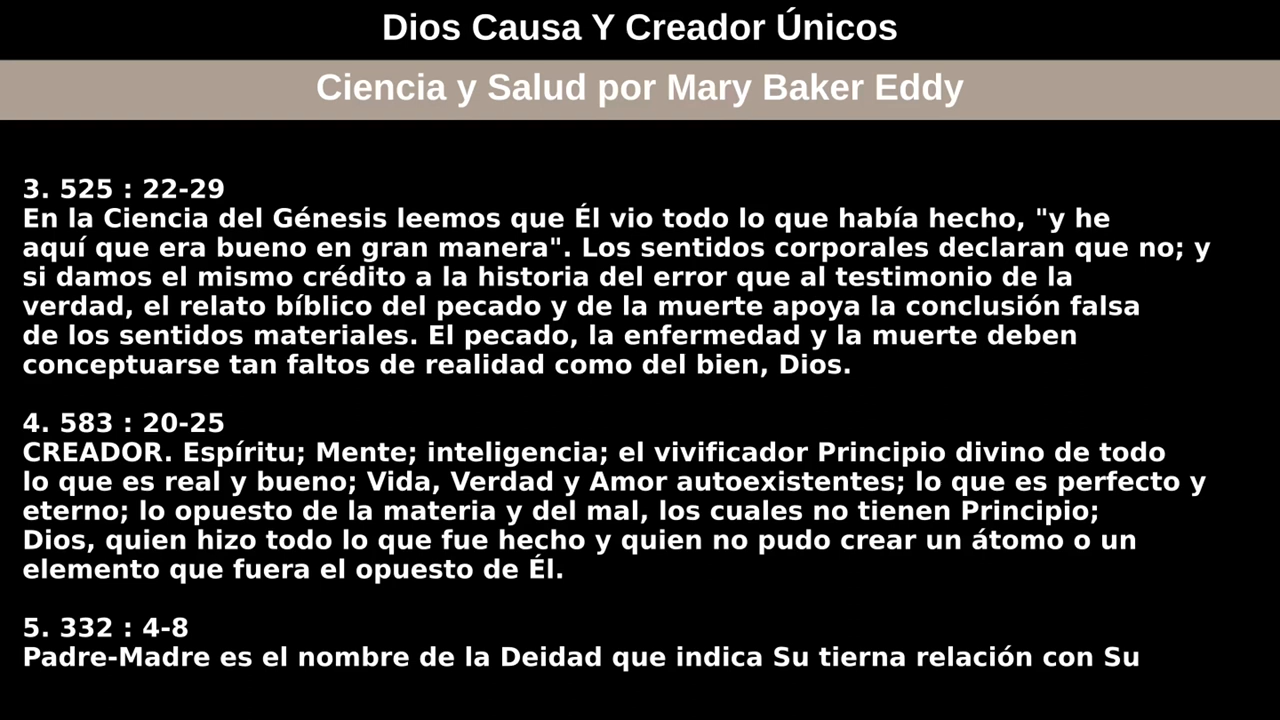 Dios Causa Y Creador Únicos
Ciencia y Salud por Mary Baker Eddy
3. 525 : 22-29
En la Ciencia del Génesis leemos que Él vio todo lo que había hecho, "y he
aquí que era bueno en gran manera". Los sentidos corporales declaran que no; y
si damos el mismo crédito a la historia del error que al testimonio de la
verdad, el relato bíblico del pecado y de la muerte apoya la conclusión falsa
de los sentidos materiales. El pecado, la enfermedad y la muerte deben
conceptuarse tan faltos de realidad como del bien, Dios.
4. 583 : 20-25
CREADOR. Espíritu; Mente; inteligencia; el vivificador Principio divino de todo
lo que es real y bueno; Vida, Verdad y Amor autoexistentes; lo que es perfecto y
eterno; lo opuesto de la materia y del mal, los cuales no tienen Principio;
Dios, quien hizo todo lo que fue hecho y quien no pudo crear un átomo o un
elemento que fuera el opuesto de Él.
5. 332 : 4-8
Padre-Madre es el nombre de la Deidad que indica Su tierna relación con Su